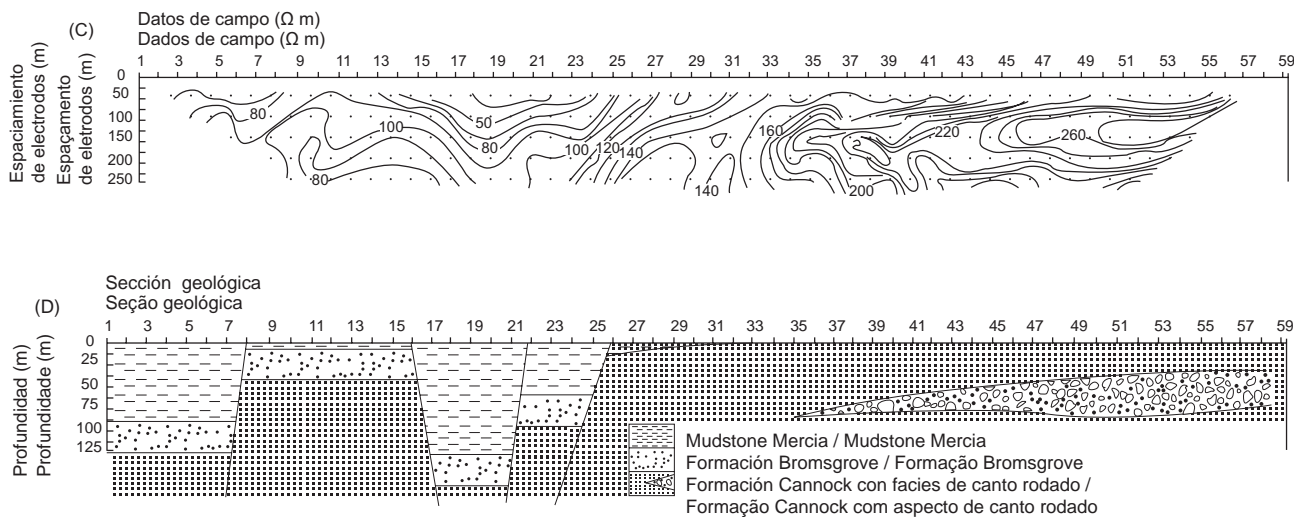 (C)
Datos de campo (Ω m)
Dados de campo (Ω m)
1 3 5 7 9 11 13 15 17 19 21 23 25 27 29 31 33 35 37 39 41 43 45 47 49 51 53 55 57 59
Espaciamiento de electrodos (m)
Espaçamento de eletrodos (m)
0
50
100
150
200
250
80
100
50
80
80
100
120
140
140
160
200
220
260
(D)
Sección geológica
Seção geológica
1 3 5 7 9 11 13 15 17 19 21 23 25 27 29 31 33 35 37 39 41 43 45 47 49 51 53 55 57 59
Profundidad (m)
Profundidade (m)
0
25
50
75
100
125
Mudstone Mercia / Mudstone Mercia
Formación Bromsgrove / Formação Bromsgrove
Formación Cannock con facies de canto rodado /
Formação Cannock com aspecto de canto rodado